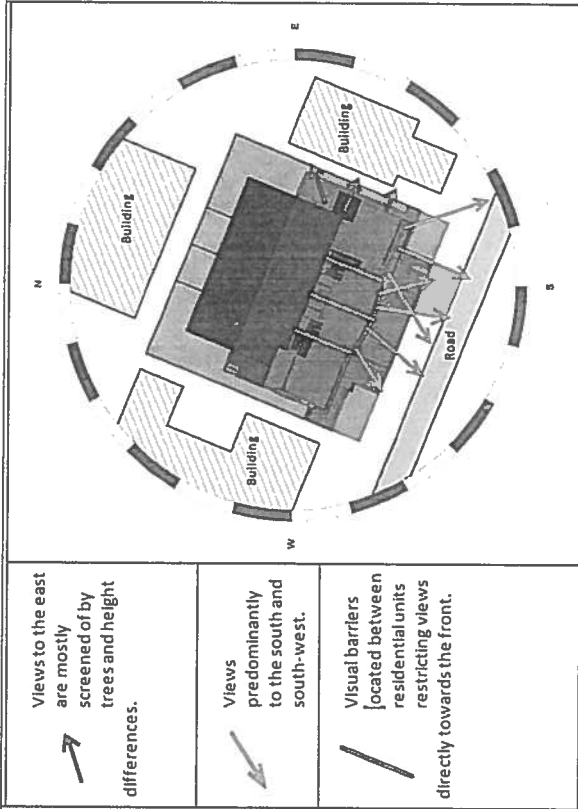 Views to the east
are mostly
screened of by
trees and height
differences.
Views
predominantly
to the south and
south-west.
Visual barriers
located between
residential units
restricting views
directly towards the front.
N
E
S
W
Building
Building
Building
Road